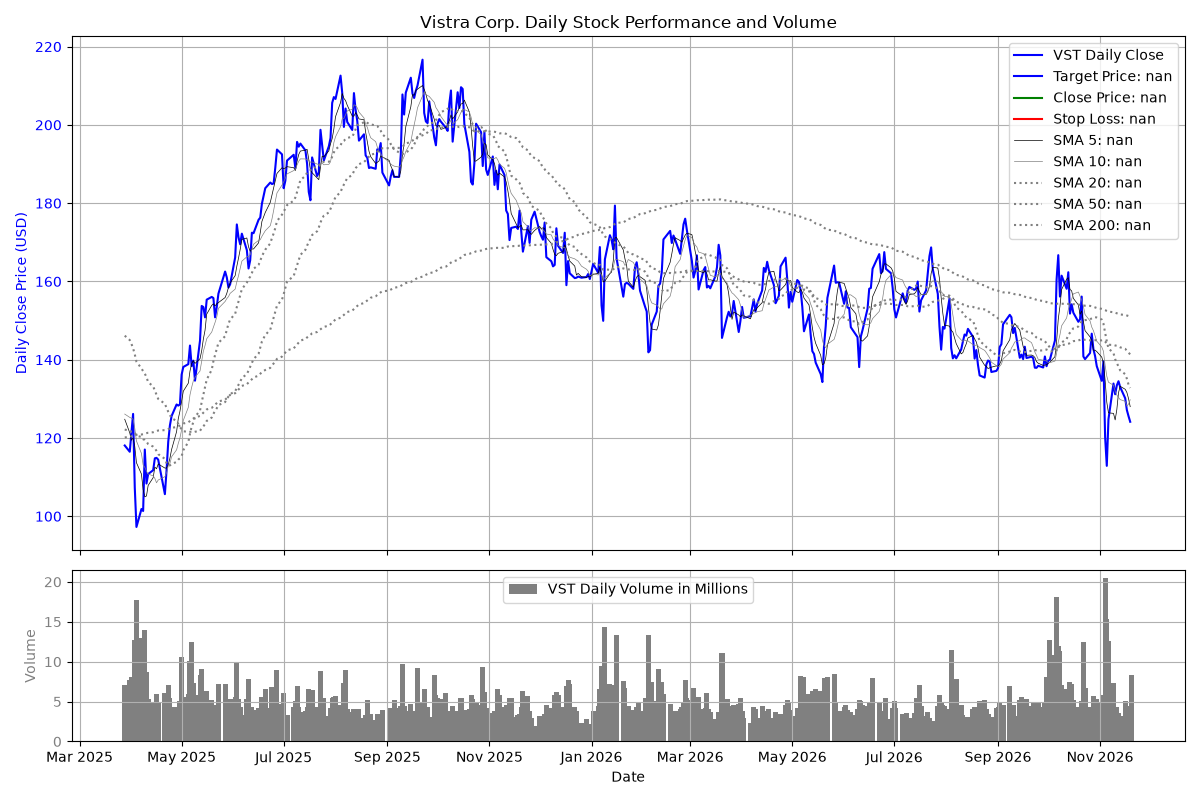 Vistra Corp. Daily Stock Performance and Volume
Daily Close Price (USD)
220
200
180
160
140
120
100
VST Daily Close
Target Price: nan
Close Price: nan
Stop Loss: nan
SMA 5: nan
SMA 10: nan
SMA 20: nan
SMA 50: nan
SMA 200: nan
Volume
20
15
10
5
0
VST Daily Volume in Millions
Mar 2025 May 2025 Jul 2025 Sep 2025 Nov 2025 Jan 2026 Mar 2026 May 2026 Jul 2026 Sep 2026 Nov 2026
Date